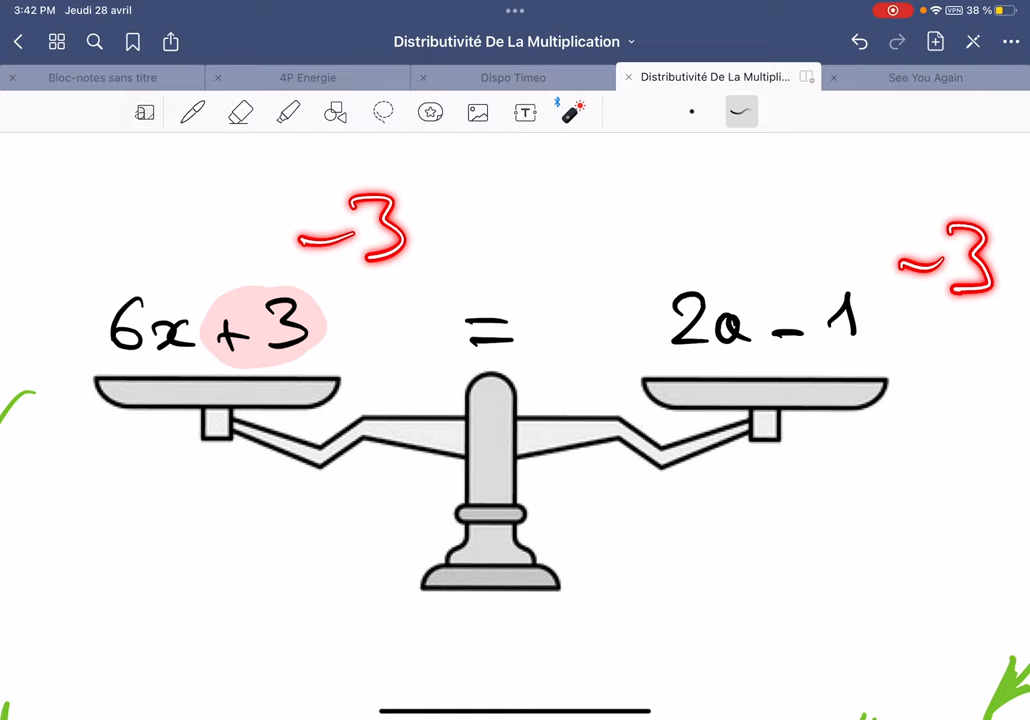 3:42 PM Jeudi 28 avril
VPN 38 %
Distributivité De La Multiplication
Bloc-notes sans titre
4P Energie
Dispo Timeo
Distributivité De La Multipli...
See You Again
T
-3
-3
6x + 3 = 2a - 1